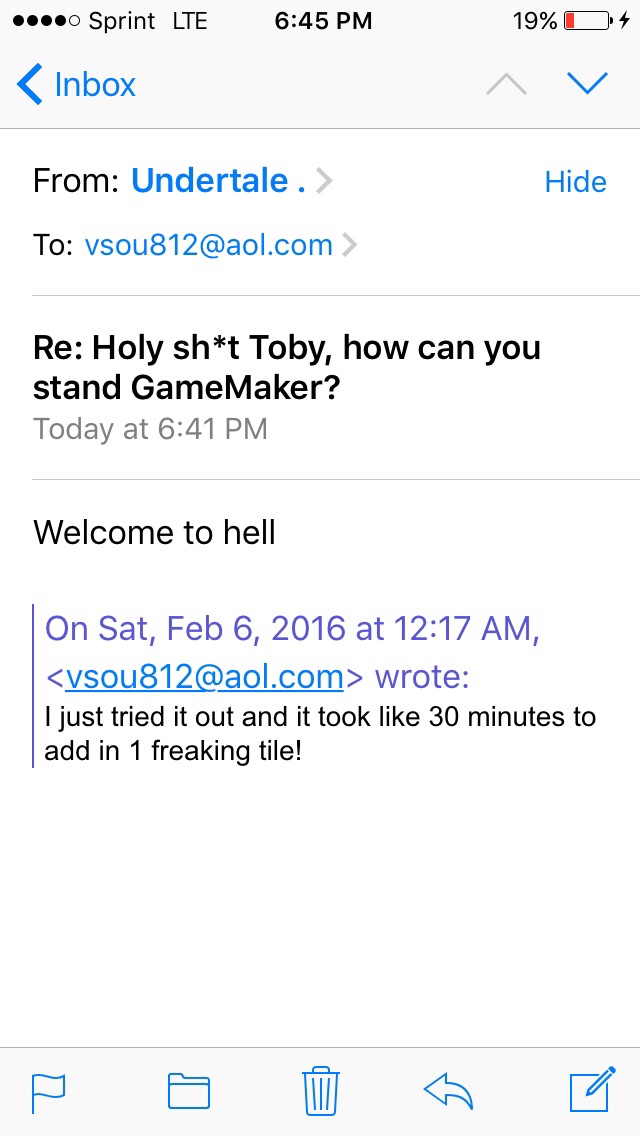 Sprint LTE 6:45 PM 19%
Inbox
From: Undertale . Hide
To: vsou812@aol.com
Re: Holy sh*t Toby, how can you
stand GameMaker?
Today at 6:41 PM
Welcome to hell
On Sat, Feb 6, 2016 at 12:17 AM,
<vsou812@aol.com> wrote:
I just tried it out and it took like 30 minutes to
add in 1 freaking tile!